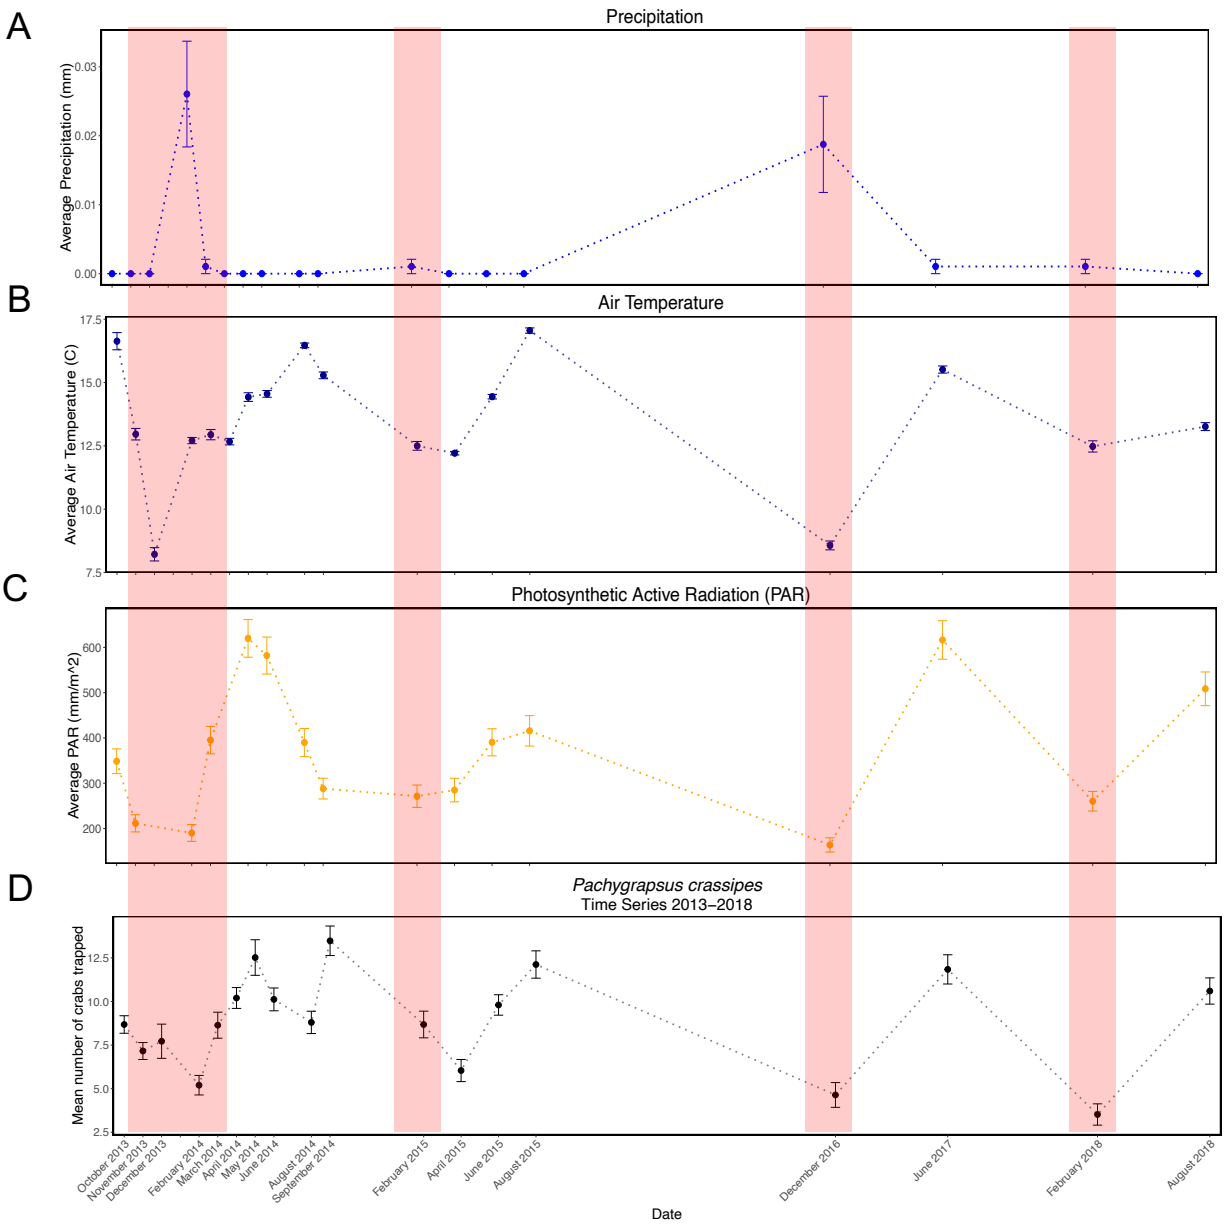 A
Precipitation
Average Precipitation (mm)
0.03
0.02
0.01
0.00
B
Air Temperature
Average Air Temperature (C)
17.5
15.0
12.5
10.0
7.5
C
Photosynthetic Active Radiation (PAR)
Average PAR (mm/m^2)
600
500
400
300
200
D
Pachygrapsus crassipes
Time Series 2013–2018
Mean number of crabs trapped
12.5
10.0
7.5
5.0
2.5
October 2013
November 2013
December 2013
February 2014
March 2014
April 2014
May 2014
June 2014
August 2014
September 2014
February 2015
April 2015
June 2015
August 2015
December 2016
June 2017
February 2018
August 2018
Date